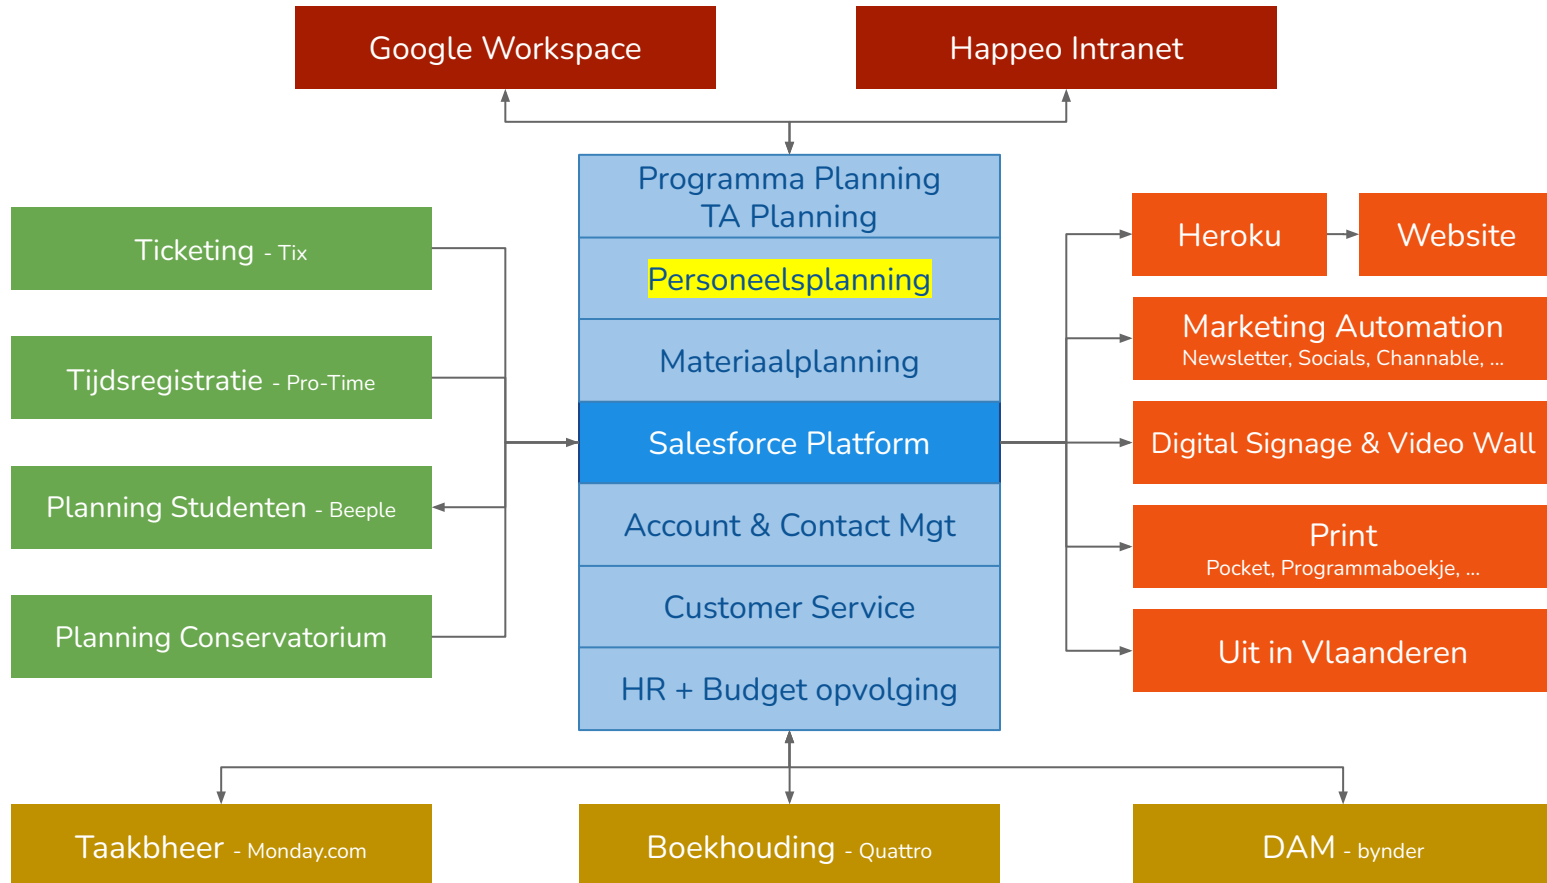 Google Workspace
Happeo Intranet
Programma Planning
TA Planning
Personeelsplanning
Materiaalplanning
Salesforce Platform
Account & Contact Mgt
Customer Service
HR + Budget opvolging
Ticketing - Tix
Tijdsregistratie - Pro-Time
Planning Studenten - Beeple
Planning Conservatorium
Heroku
Website
Marketing Automation
Newsletter, Socials, Channable, ...
Digital Signage & Video Wall
Print
Pocket, Programmaboekje, ...
Uit in Vlaanderen
Taakbheer - Monday.com
Boekhouding - Quattro
DAM - bynder